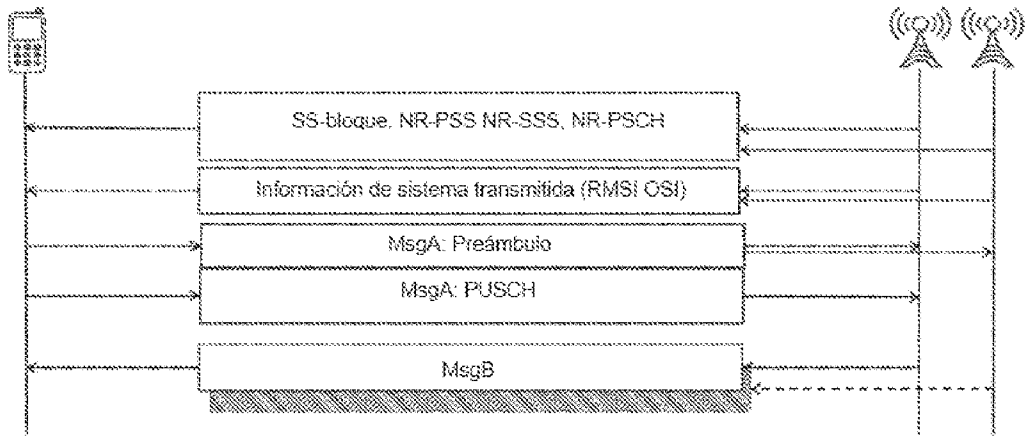 SS-bloque, NR-PSS NR-SSS, NR-PSCH
Información de sistema transmitida (RMSI OSI)
MsgA: Preámbulo
MsgA: PUSCH
MsgB